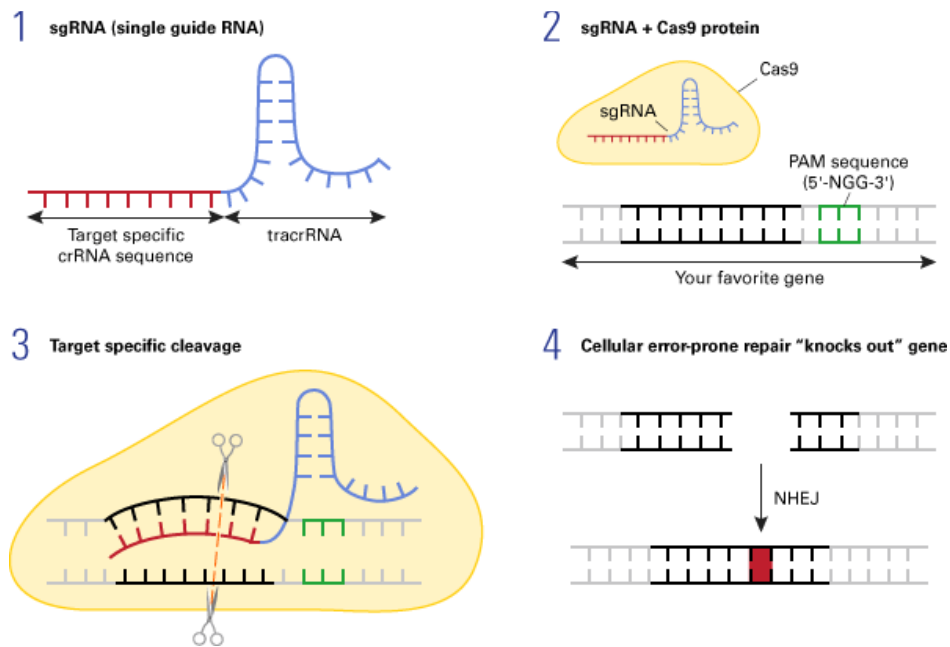 1 sgRNA (single guide RNA)
Target specific
crRNA sequence
tracrRNA
2 sgRNA + Cas9 protein
Cas9
sgRNA
PAM sequence
(5'-NGG-3')
Your favorite gene
3 Target specific cleavage
4 Cellular error-prone repair “knocks out” gene
NHEJ